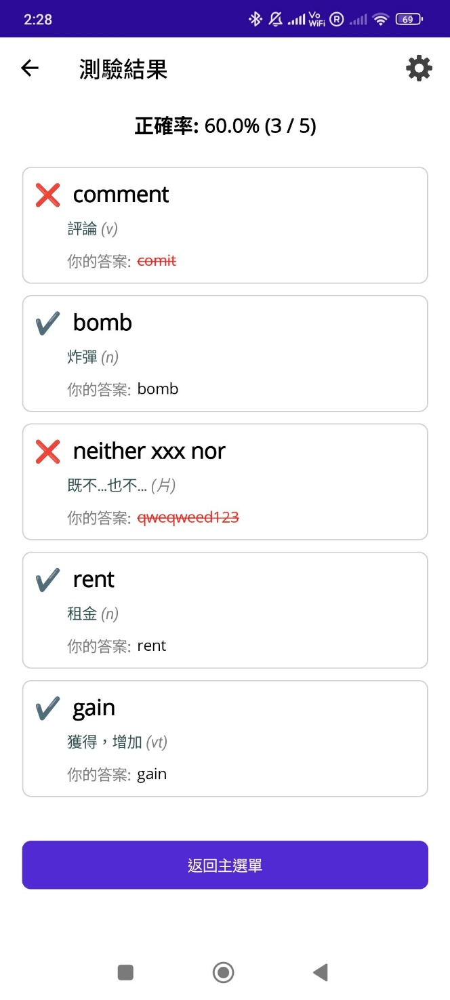 2:28
Vo
WiFi
R
69
測驗結果
正確率: 60.0% (3 / 5)
comment
評論 (v)
你的答案: comit
bomb
炸彈 (n)
你的答案: bomb
neither xxx nor
既不...也不... (片)
你的答案: qweqweed123
rent
租金 (n)
你的答案: rent
gain
獲得，增加 (vt)
你的答案: gain
返回主選單